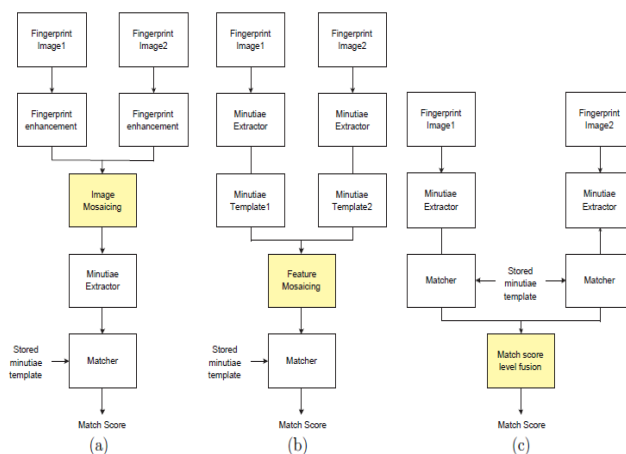 Fingerprint
Image1
Fingerprint
Image2
Fingerprint
enhancement
Fingerprint
enhancement
Image
Mosaicing
Minutiae
Extractor
Stored
minutiae
template
Matcher
Match Score
(a)
Fingerprint
Image1
Fingerprint
Image2
Minutiae
Extractor
Minutiae
Extractor
Minutiae
Template1
Minutiae
Template2
Feature
Mosaicing
Stored
minutiae
template
Matcher
Match Score
(b)
Fingerprint
Image1
Fingerprint
Image2
Minutiae
Extractor
Minutiae
Extractor
Matcher
Stored
minutiae
template
Matcher
Match score
level fusion
Match Score
(c)